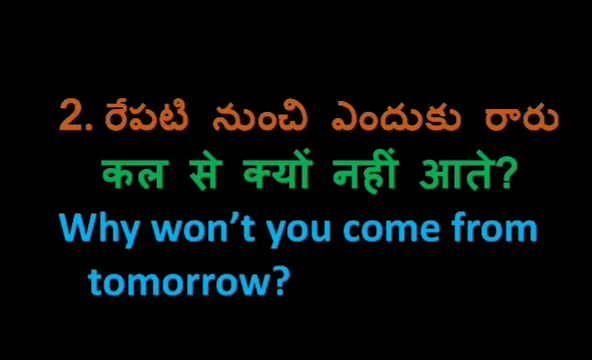 2. రేపటి నుంచి ఎందుకు రారు
कल से क्यों नहीं आते?
Why won’t you come from
tomorrow?